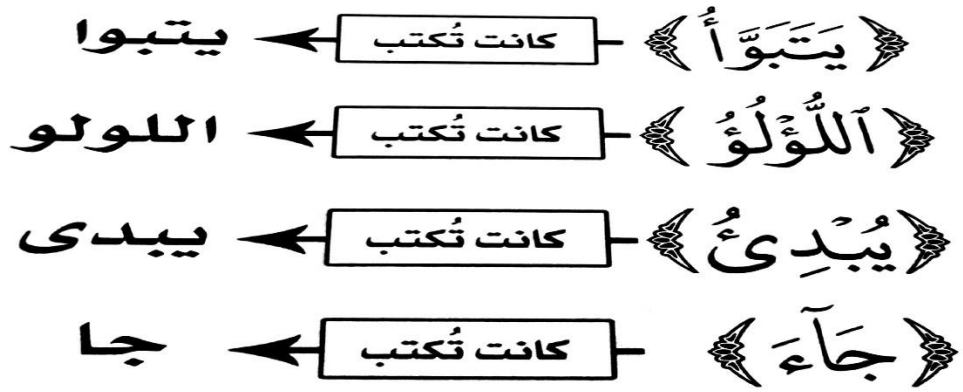 ﴿يَتَبَوَّأُ﴾ كانت تُكتب يتبوا
﴿ٱللُّؤۡلُؤُ﴾ كانت تُكتب اللولو
﴿يُبۡدِئُ﴾ كانت تُكتب يبدى
﴿جَآءَ﴾ كانت تُكتب جا